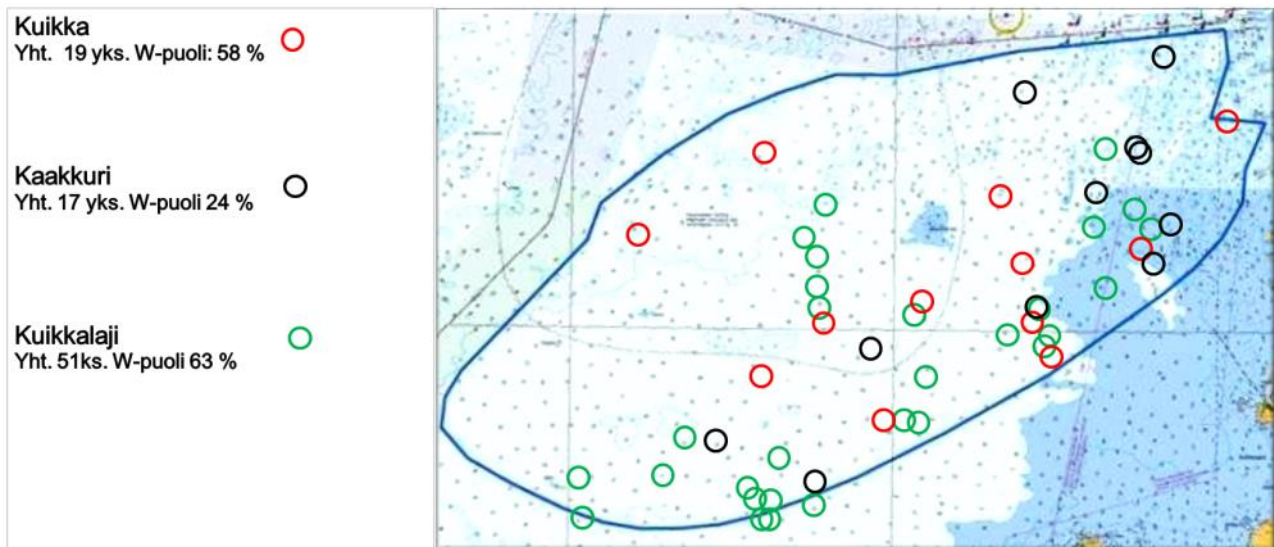 Kuikka
Yht. 19 yks. W-puoli: 58 %
Kaakkuri
Yht. 17 yks. W-puoli 24 %
Kuikkalaji
Yht. 51ks. W-puoli 63 %